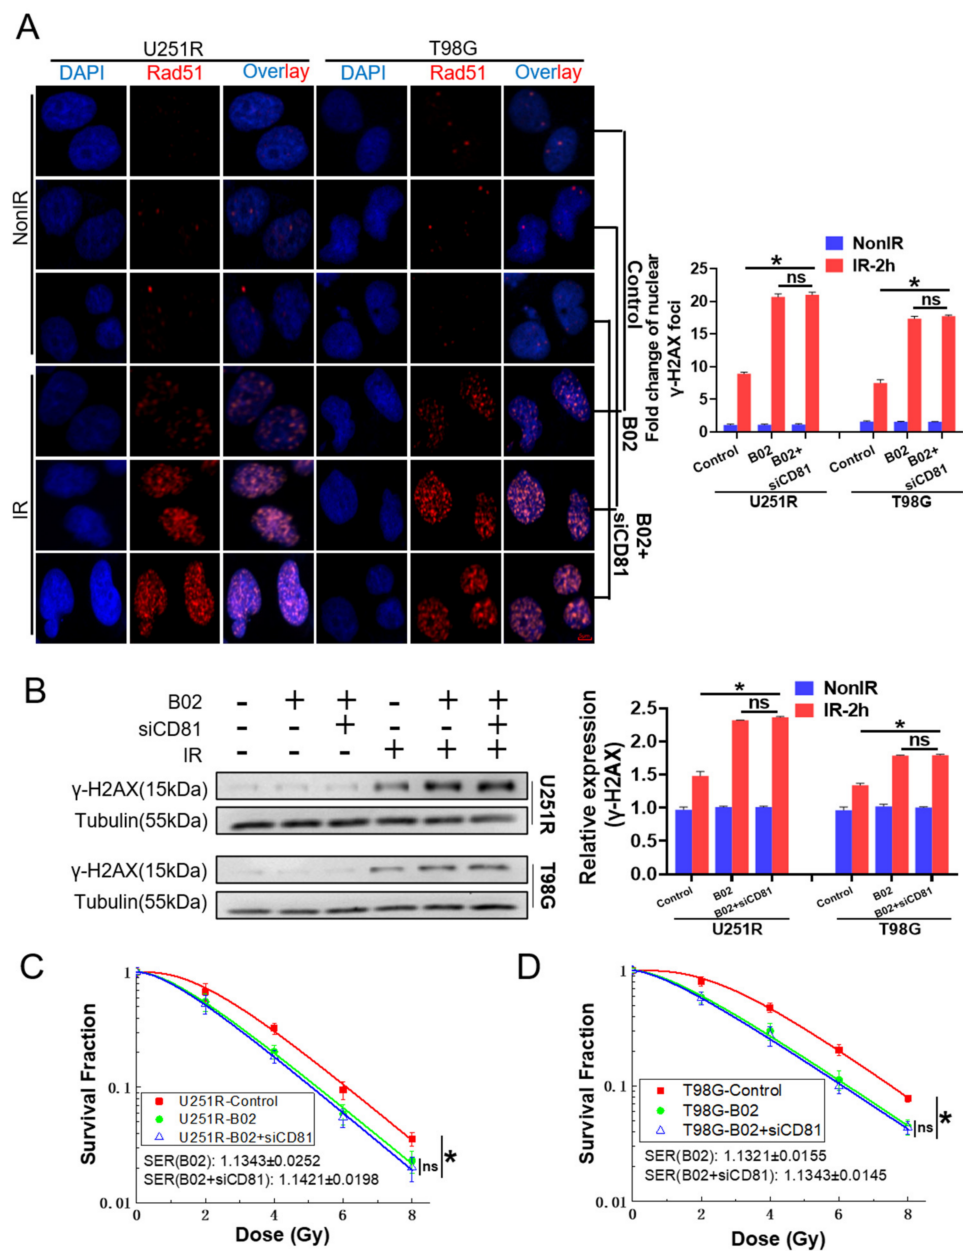 A
U251R T98G
DAPI Rad51 Overlay DAPI Rad51 Overlay
NonIR
IR
Control
B02
B02+
siCD81
NonIR
IR-2h
Fold change of nuclear
γ-H2AX foci
25
20
15
10
5
0
* ns * ns
Control B02 B02+
siCD81 Control B02 B02+
siCD81
U251R T98G
B
B02 - + + - + +
siCD81 - - + - - +
IR - - - + + +
γ-H2AX(15kDa)
Tubulin(55kDa)
U251R
γ-H2AX(15kDa)
Tubulin(55kDa)
T98G
NonIR
IR-2h
Relative expression
(γ-H2AX)
2.5
2.0
1.5
1.0
0.5
0.0
* ns * ns
Control B02 B02+siCD81 Control B02 B02+siCD81
U251R T98G
C
Survival Fraction
1
0.1
0.01
U251R-Control
U251R-B02
U251R-B02+siCD81
SER(B02): 1.1343±0.0252
SER(B02+siCD81): 1.1421±0.0198
ns *
0 2 4 6 8
Dose (Gy)
D
Survival Fraction
1
0.1
0.01
T98G-Control
T98G-B02
T98G-B02+siCD81
SER(B02): 1.1321±0.0155
SER(B02+siCD81): 1.1343±0.0145
ns *
0 2 4 6 8
Dose (Gy)